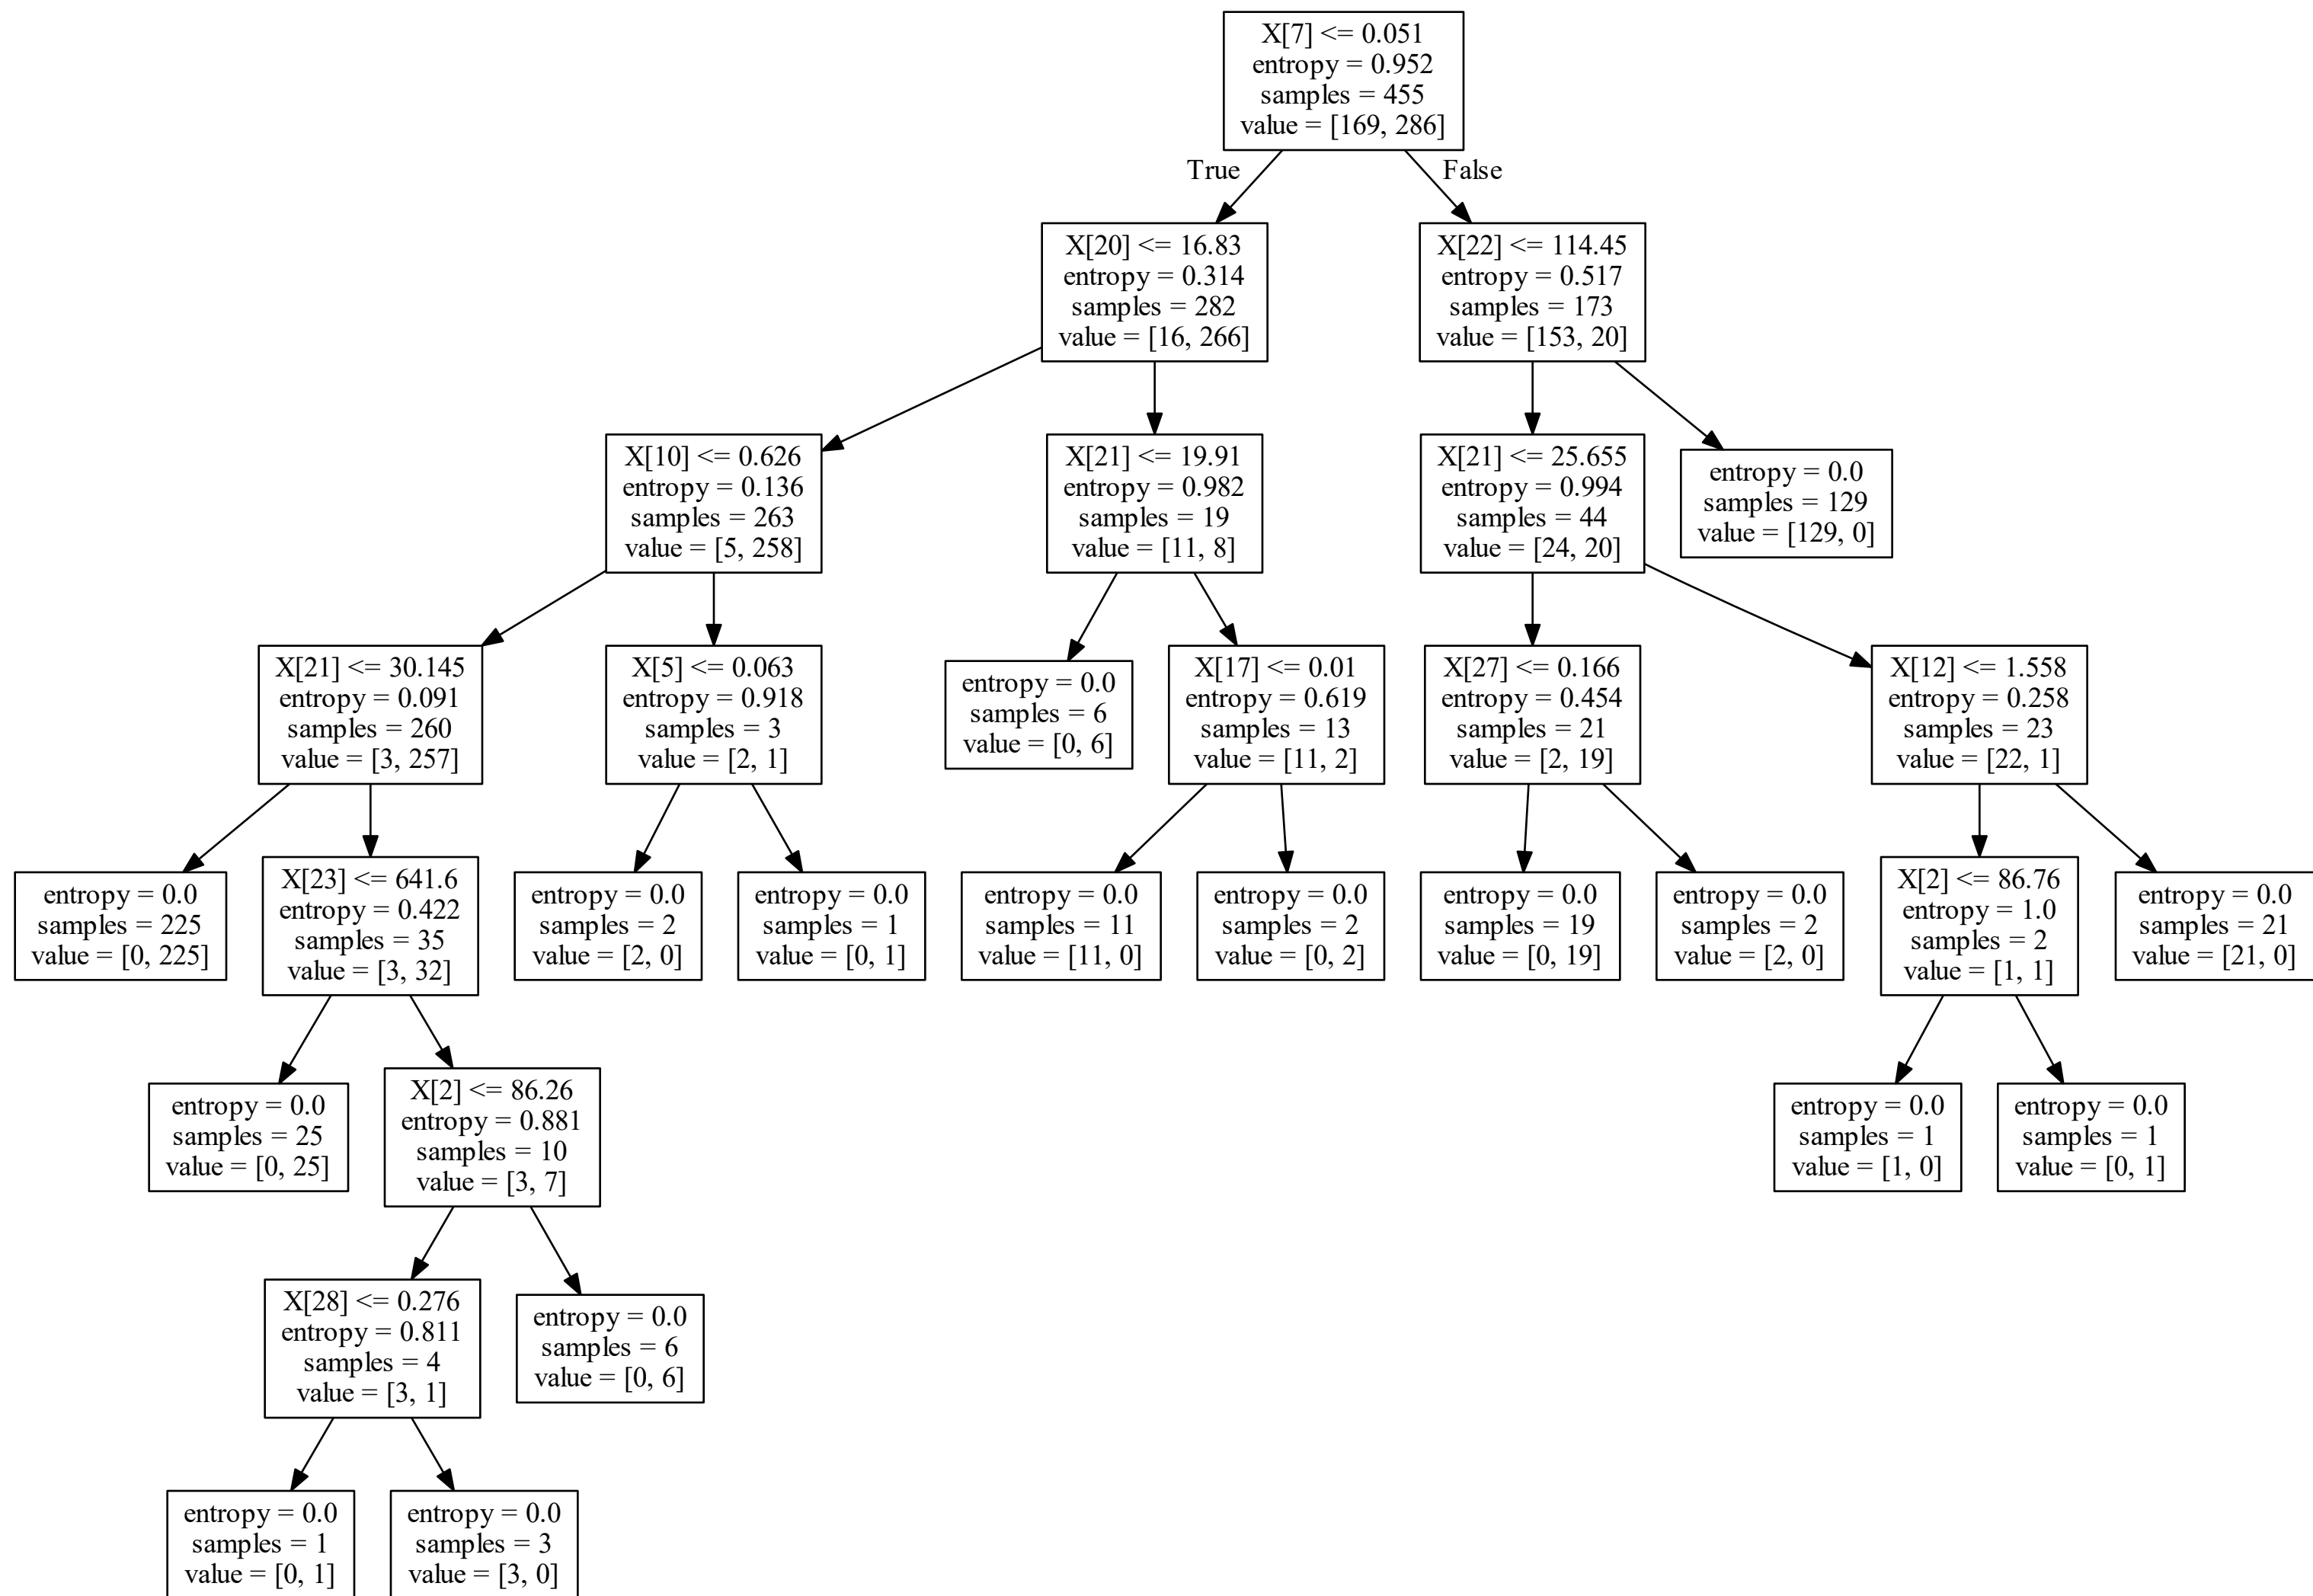 X[7] <= 0.051
entropy = 0.952
samples = 455
value = [169, 286]
True
False
X[20] <= 16.83
entropy = 0.314
samples = 282
value = [16, 266]
X[22] <= 114.45
entropy = 0.517
samples = 173
value = [153, 20]
X[10] <= 0.626
entropy = 0.136
samples = 263
value = [5, 258]
X[21] <= 19.91
entropy = 0.982
samples = 19
value = [11, 8]
X[21] <= 25.655
entropy = 0.994
samples = 44
value = [24, 20]
entropy = 0.0
samples = 129
value = [129, 0]
X[21] <= 30.145
entropy = 0.091
samples = 260
value = [3, 257]
X[5] <= 0.063
entropy = 0.918
samples = 3
value = [2, 1]
entropy = 0.0
samples = 6
value = [0, 6]
X[17] <= 0.01
entropy = 0.619
samples = 13
value = [11, 2]
X[27] <= 0.166
entropy = 0.454
samples = 21
value = [2, 19]
X[12] <= 1.558
entropy = 0.258
samples = 23
value = [22, 1]
entropy = 0.0
samples = 225
value = [0, 225]
X[23] <= 641.6
entropy = 0.422
samples = 35
value = [3, 32]
entropy = 0.0
samples = 2
value = [2, 0]
entropy = 0.0
samples = 1
value = [0, 1]
entropy = 0.0
samples = 11
value = [11, 0]
entropy = 0.0
samples = 2
value = [0, 2]
entropy = 0.0
samples = 19
value = [0, 19]
entropy = 0.0
samples = 2
value = [2, 0]
X[2] <= 86.76
entropy = 1.0
samples = 2
value = [1, 1]
entropy = 0.0
samples = 21
value = [21, 0]
entropy = 0.0
samples = 25
value = [0, 25]
X[2] <= 86.26
entropy = 0.881
samples = 10
value = [3, 7]
entropy = 0.0
samples = 1
value = [1, 0]
entropy = 0.0
samples = 1
value = [0, 1]
X[28] <= 0.276
entropy = 0.811
samples = 4
value = [3, 1]
entropy = 0.0
samples = 6
value = [0, 6]
entropy = 0.0
samples = 1
value = [0, 1]
entropy = 0.0
samples = 3
value = [3, 0]